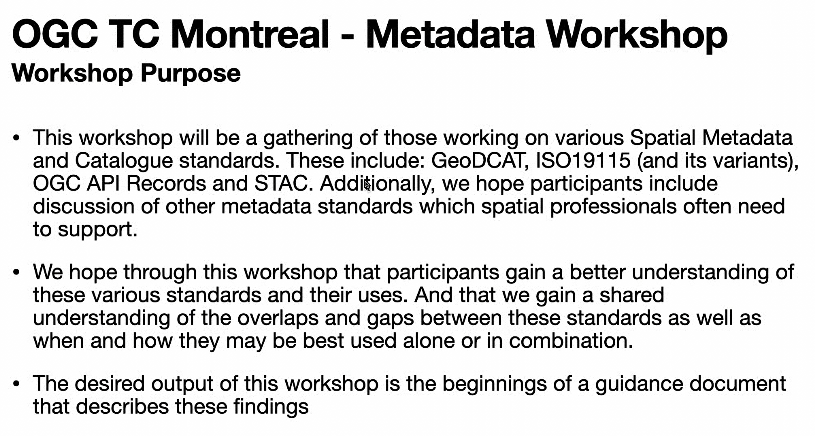 OGC TC Montreal - Metadata Workshop
Workshop Purpose
• This workshop will be a gathering of those working on various Spatial Metadata
and Catalogue standards. These include: GeoDCAT, ISO19115 (and its variants),
OGC API Records and STAC. Additionally, we hope participants include
discussion of other metadata standards which spatial professionals often need
to support.
• We hope through this workshop that participants gain a better understanding of
these various standards and their uses. And that we gain a shared
understanding of the overlaps and gaps between these standards as well as
when and how they may be best used alone or in combination.
• The desired output of this workshop is the beginnings of a guidance document
that describes these findings